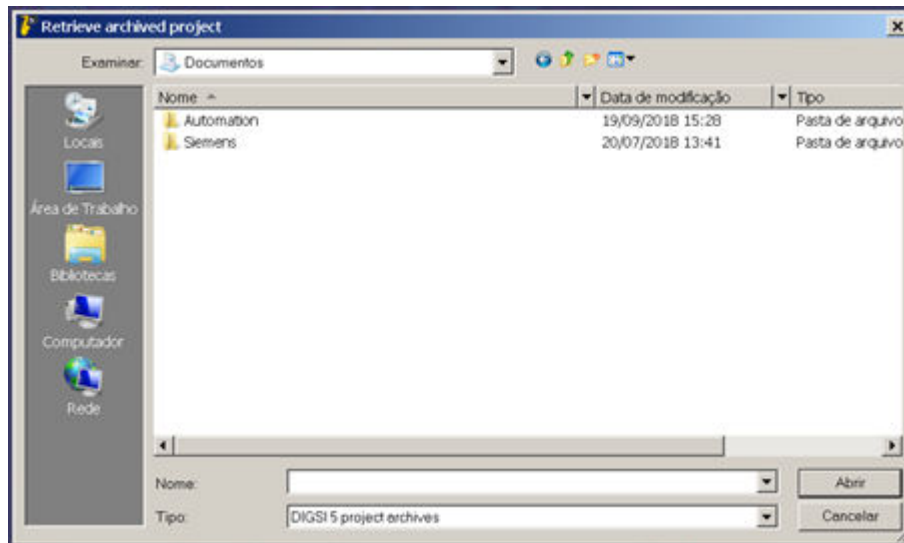 Retrieve archived project
Examinar:
Documentos
Nome
Data de modificação
Tipo
Automation
19/09/2018 15:28
Pasta de arquivo
Siemens
20/07/2018 13:41
Pasta de arquivo
Locais
Área de Trabalho
Bibliotecas
Computador
Rede
Nome:
Abrir
Tipo:
DIGSI 5 project archives
Cancelar